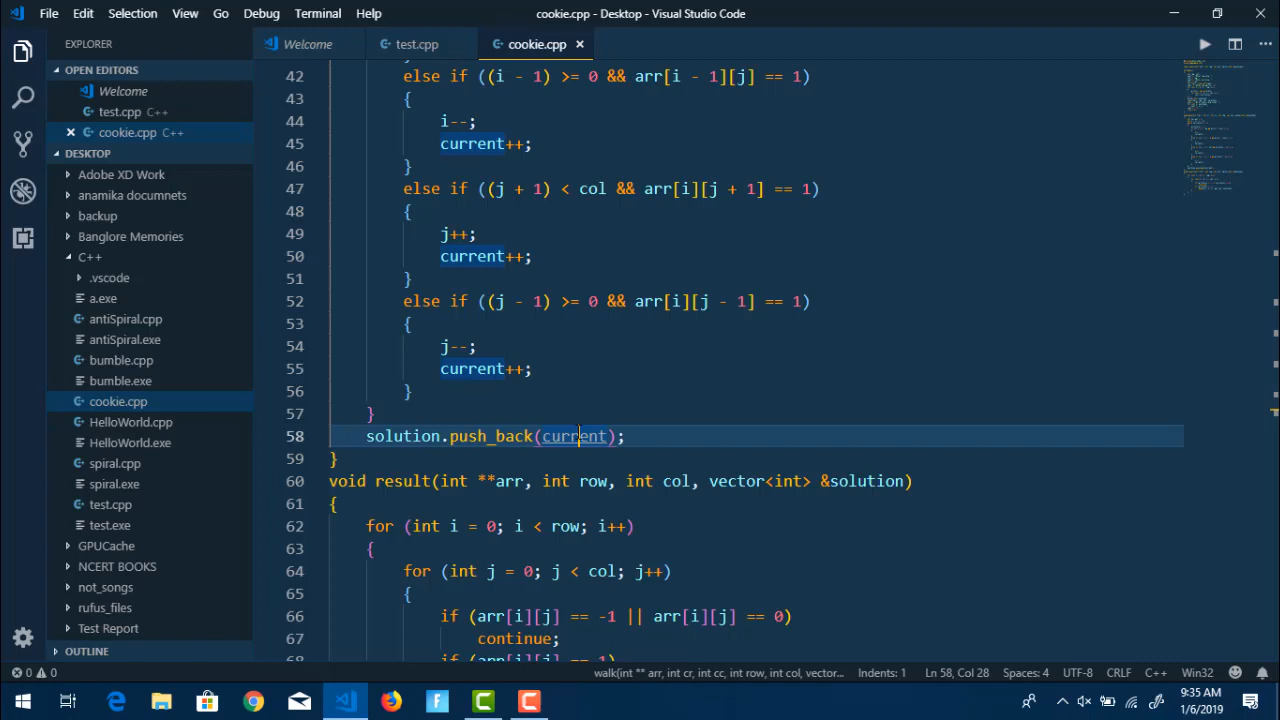 File Edit Selection View Go Debug Terminal Help
cookie.cpp - Desktop - Visual Studio Code
EXPLORER
Welcome
test.cpp
cookie.cpp
OPEN EDITORS
Welcome
test.cpp C++
cookie.cpp C++
DESKTOP
Adobe XD Work
anamika documnets
backup
Banglore Memories
C++
.vscode
a.exe
antiSpiral.cpp
antiSpiral.exe
bumble.cpp
bumble.exe
cookie.cpp
HelloWorld.cpp
HelloWorld.exe
spiral.cpp
spiral.exe
test.cpp
test.exe
GPUCache
NCERT BOOKS
not_songs
rufus_files
Test Report
OUTLINE
42 else if ((i - 1) >= 0 && arr[i - 1][j] == 1)
43 {
44 i--;
45 current++;
46 }
47 else if ((j + 1) < col && arr[i][j + 1] == 1)
48 {
49 j++;
50 current++;
51 }
52 else if ((j - 1) >= 0 && arr[i][j - 1] == 1)
53 {
54 j--;
55 current++;
56 }
57 }
58 solution.push_back(current);
59 }
60 void result(int **arr, int row, int col, vector<int> &solution)
61 {
62 for (int i = 0; i < row; i++)
63 {
64 for (int j = 0; j < col; j++)
65 {
66 if (arr[i][j] == -1 || arr[i][j] == 0)
67 continue;
68 if (arr[i][j] == 1)
0 0
walk(int ** arr, int cr, int cc, int row, int col, vector... Indents: 1 Ln 58, Col 28 Spaces: 4 UTF-8 CRLF C++ Win32
9:35 AM
1/6/2019